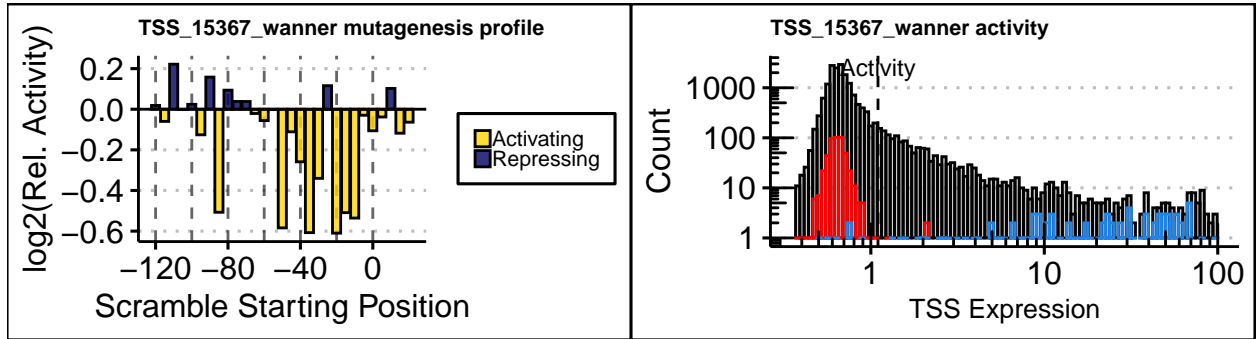 TSS_15367_wanner mutagenesis profile
log2(Rel. Activity)
0.2
0.0
−0.2
−0.4
−0.6
−120
−80
−40
0
Scramble Starting Position
Activating
Repressing
TSS_15367_wanner activity
Activity
Count
1000
100
10
1
1
10
100
TSS Expression